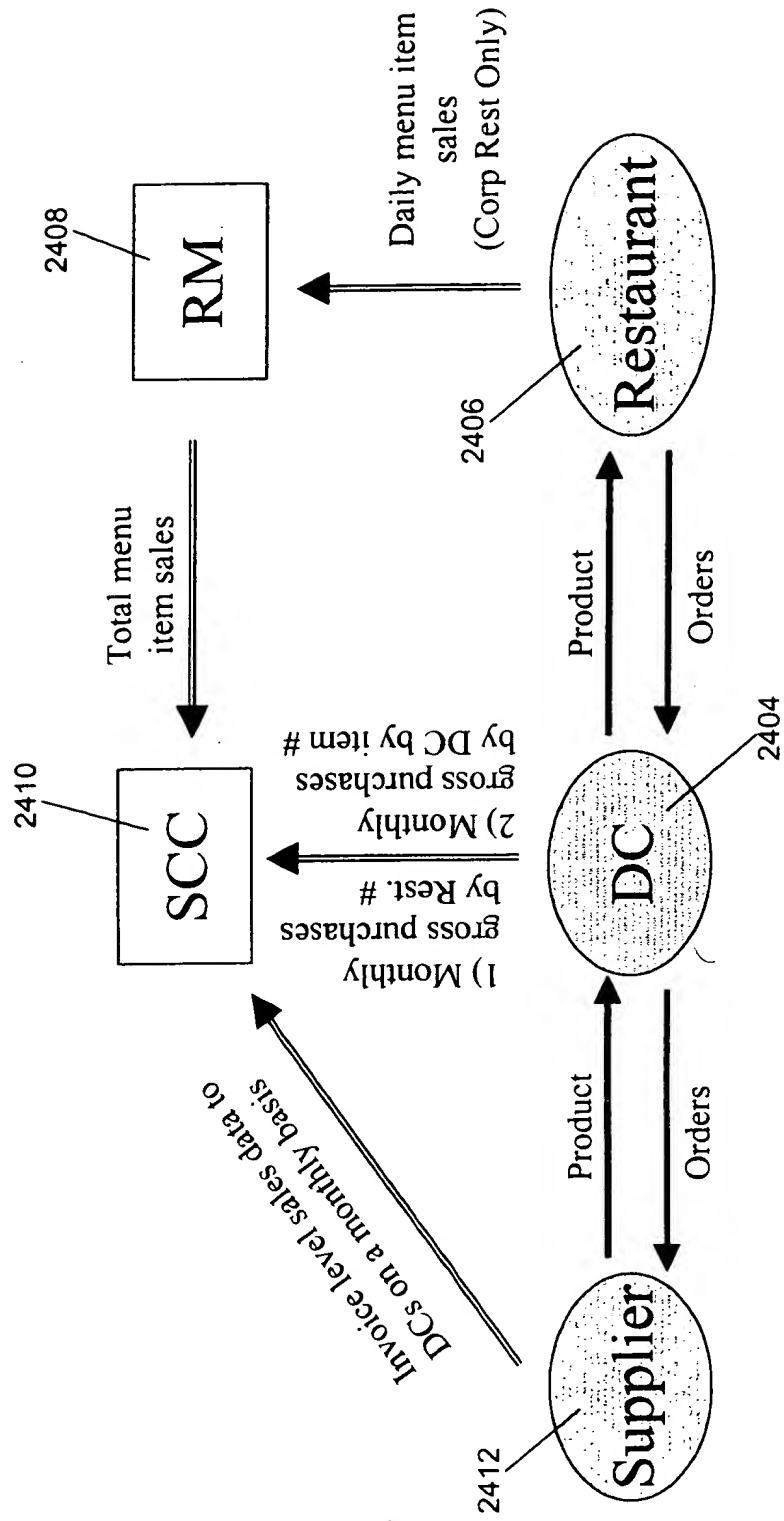 2410
SCC
Total menu
item sales
2408
RM
Invoice level sales data to
DCs on a monthly basis
1) Monthly
gross purchases
by Rest. #
2) Monthly
gross purchases
by DC by item #
Daily menu item
sales
(Corp Rest Only)
2412
Supplier
Product
Orders
DC
2404
Product
Orders
2406
Restaurant